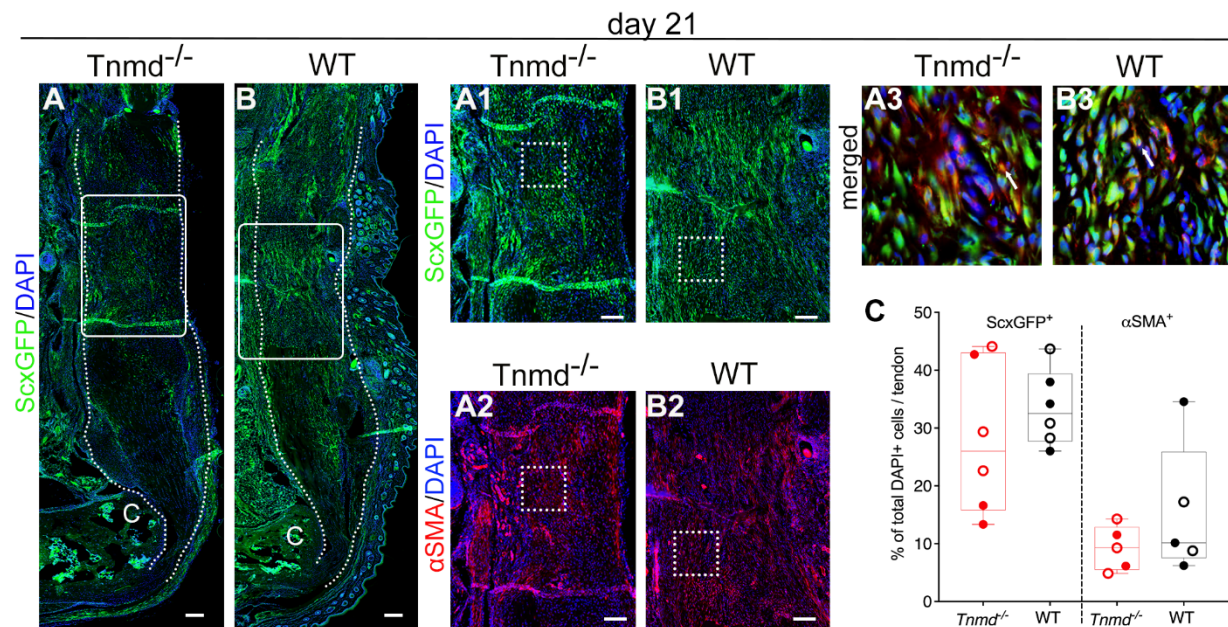 day 21
Tnmd-/- WT Tnmd-/- WT Tnmd-/- WT
A B A1 B1 A3 B3
ScxGFP/DAPI
ScxGFP/DAPI
merged
C
C
Tnmd-/- WT
A2 B2
αSMA/DAPI
C
ScxGFP+ αSMA+
% of total DAPI+ cells / tendon
50
40
30
20
10
0
Tnmd-/- WT Tnmd-/- WT